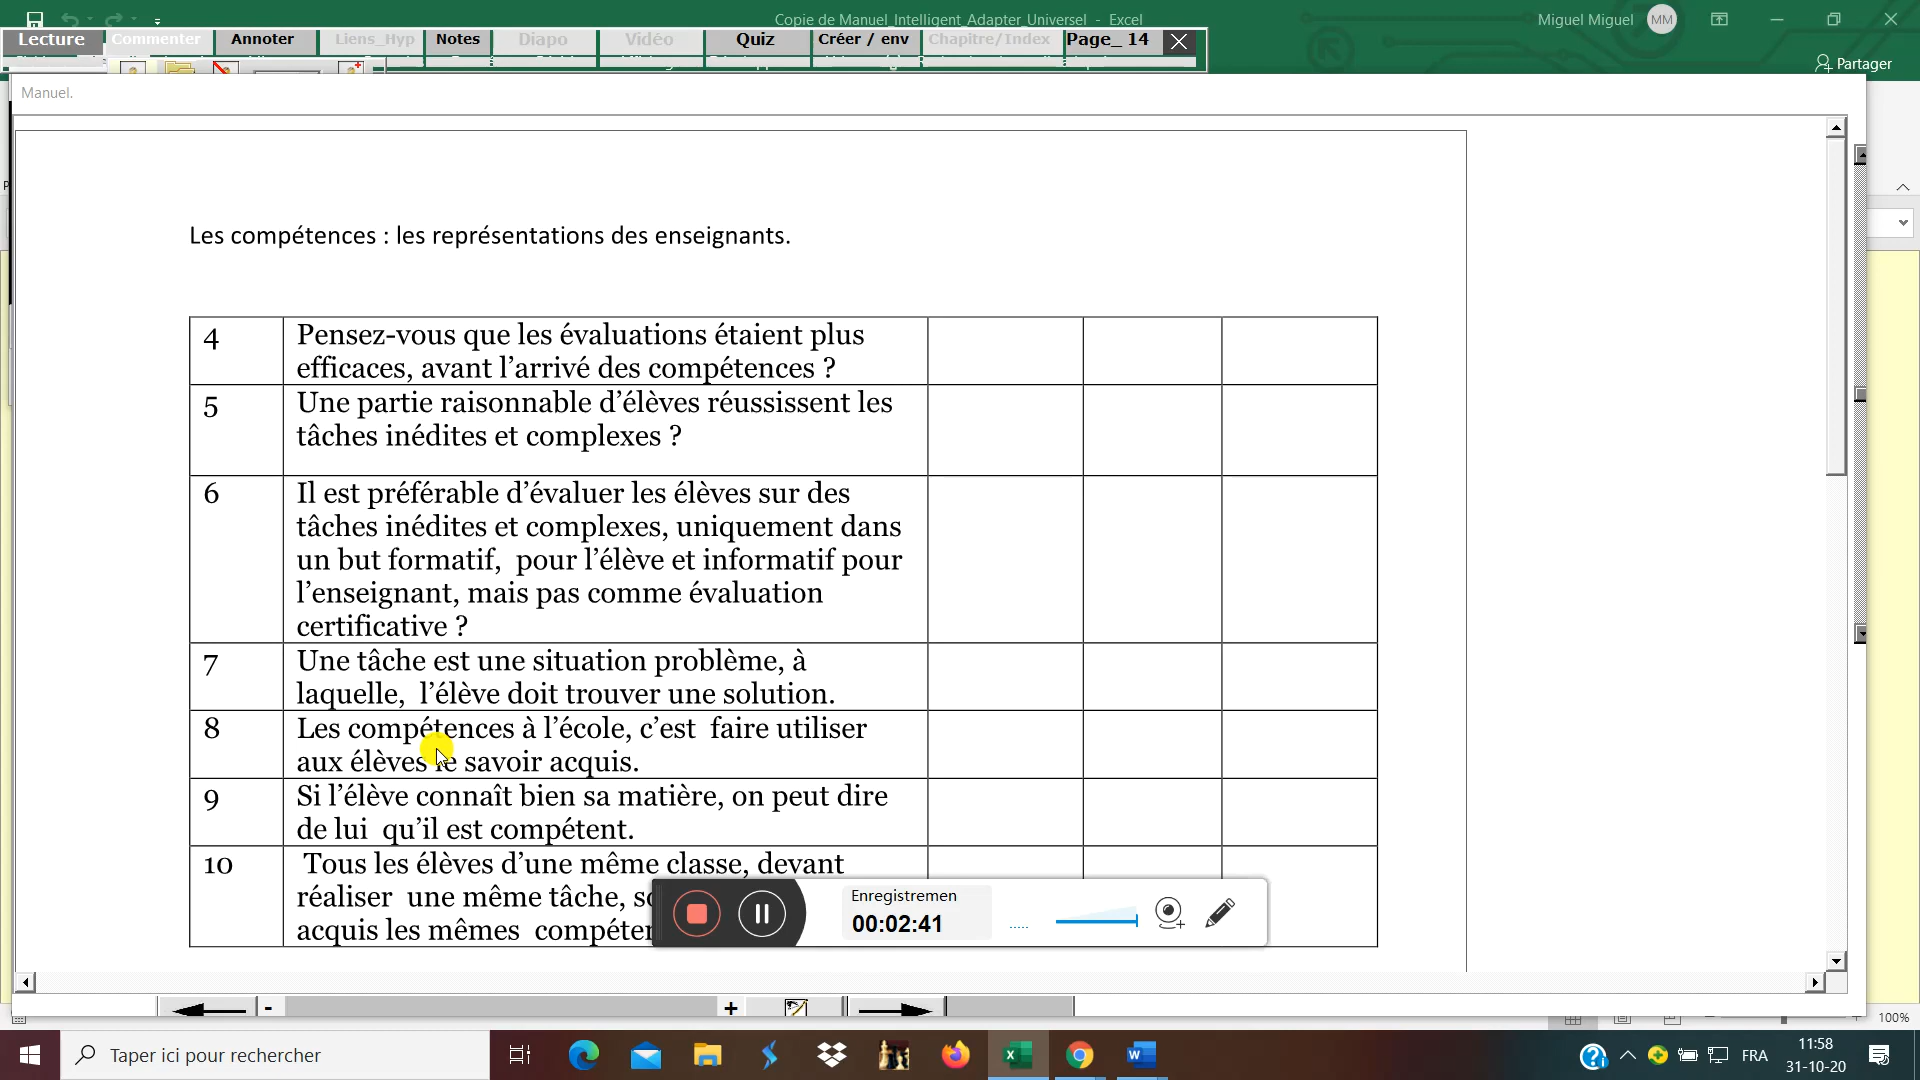 Copie de Manuel_Intelligent_Adapter_Universel - Excel
Miguel Miguel
MM
Lecture
Commenter
Annoter
Liens_Hyp
Notes
Diapo
Vidéo
Quiz
Créer / env
Chapitre/Index
Page_ 14
Partager
Manuel.
Les compétences : les représentations des enseignants.
4
Pensez-vous que les évaluations étaient plus
efficaces, avant l’arrivé des compétences ?
5
Une partie raisonnable d’élèves réussissent les
tâches inédites et complexes ?
6
Il est préférable d’évaluer les élèves sur des
tâches inédites et complexes, uniquement dans
un but formatif, pour l’élève et informatif pour
l’enseignant, mais pas comme évaluation
certificative ?
7
Une tâche est une situation problème, à
laquelle, l’élève doit trouver une solution.
8
Les compétences à l’école, c’est faire utiliser
aux élèves le savoir acquis.
9
Si l’élève connaît bien sa matière, on peut dire
de lui qu’il est compétent.
10
Tous les élèves d’une même classe, devant
réaliser une même tâche,
acquis les mêmes
Enregistremen
00:02:41
- +
100%
Taper ici pour rechercher
FRA
11:58
31-10-20